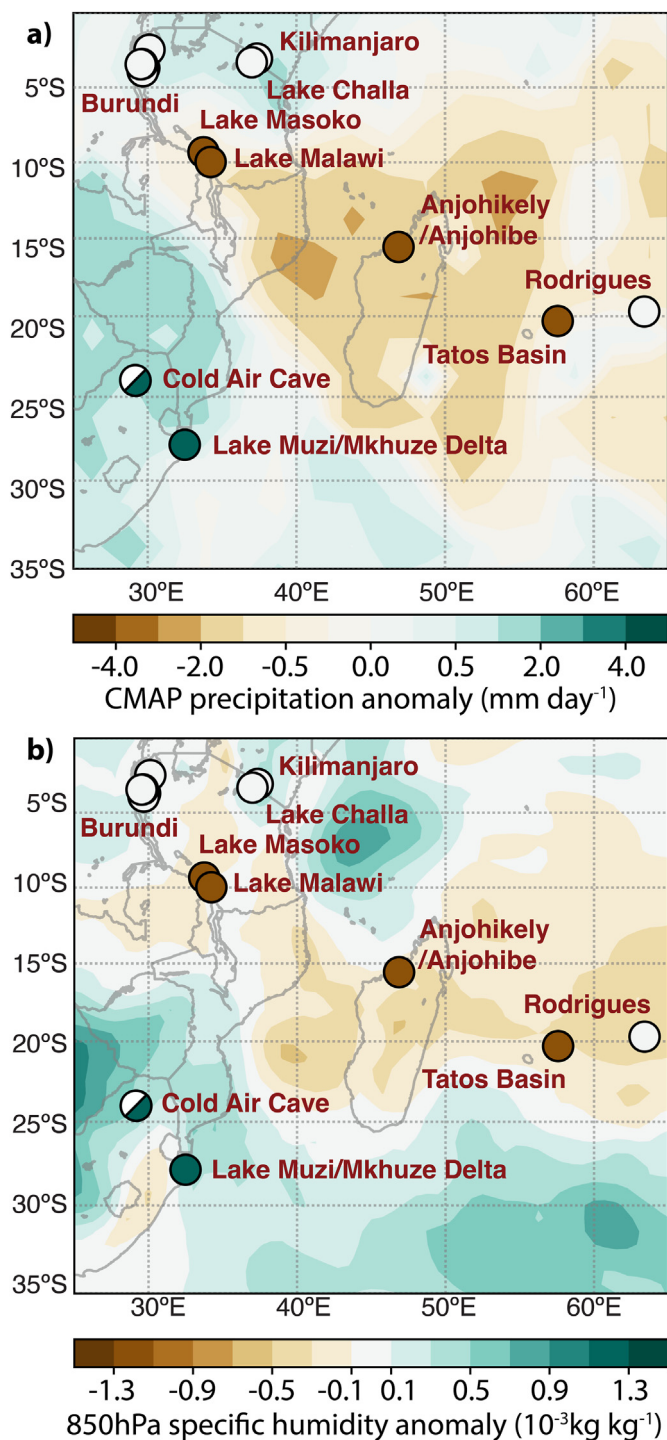 a)
Kilimanjaro
5ºS
Lake Challa
Burundi
Lake Masoko
10ºS
Lake Malawi
Anjohikely
/Anjohibe
15ºS
Rodrigues
20ºS
Tatos Basin
Cold Air Cave
25ºS
Lake Muzi/Mkhuze Delta
30ºS
35ºS
30ºE 40ºE 50ºE 60ºE
-4.0 -2.0 -0.5 0.0 0.5 2.0 4.0
CMAP precipitation anomaly (mm day⁻¹)
b)
Kilimanjaro
5ºS
Lake Challa
Burundi
Lake Masoko
10ºS
Lake Malawi
Anjohikely
/Anjohibe
15ºS
Rodrigues
20ºS
Tatos Basin
Cold Air Cave
25ºS
Lake Muzi/Mkhuze Delta
30ºS
35ºS
30ºE 40ºE 50ºE 60ºE
-1.3 -0.9 -0.5 -0.1 0.1 0.5 0.9 1.3
850hPa specific humidity anomaly (10⁻³kg kg⁻¹)